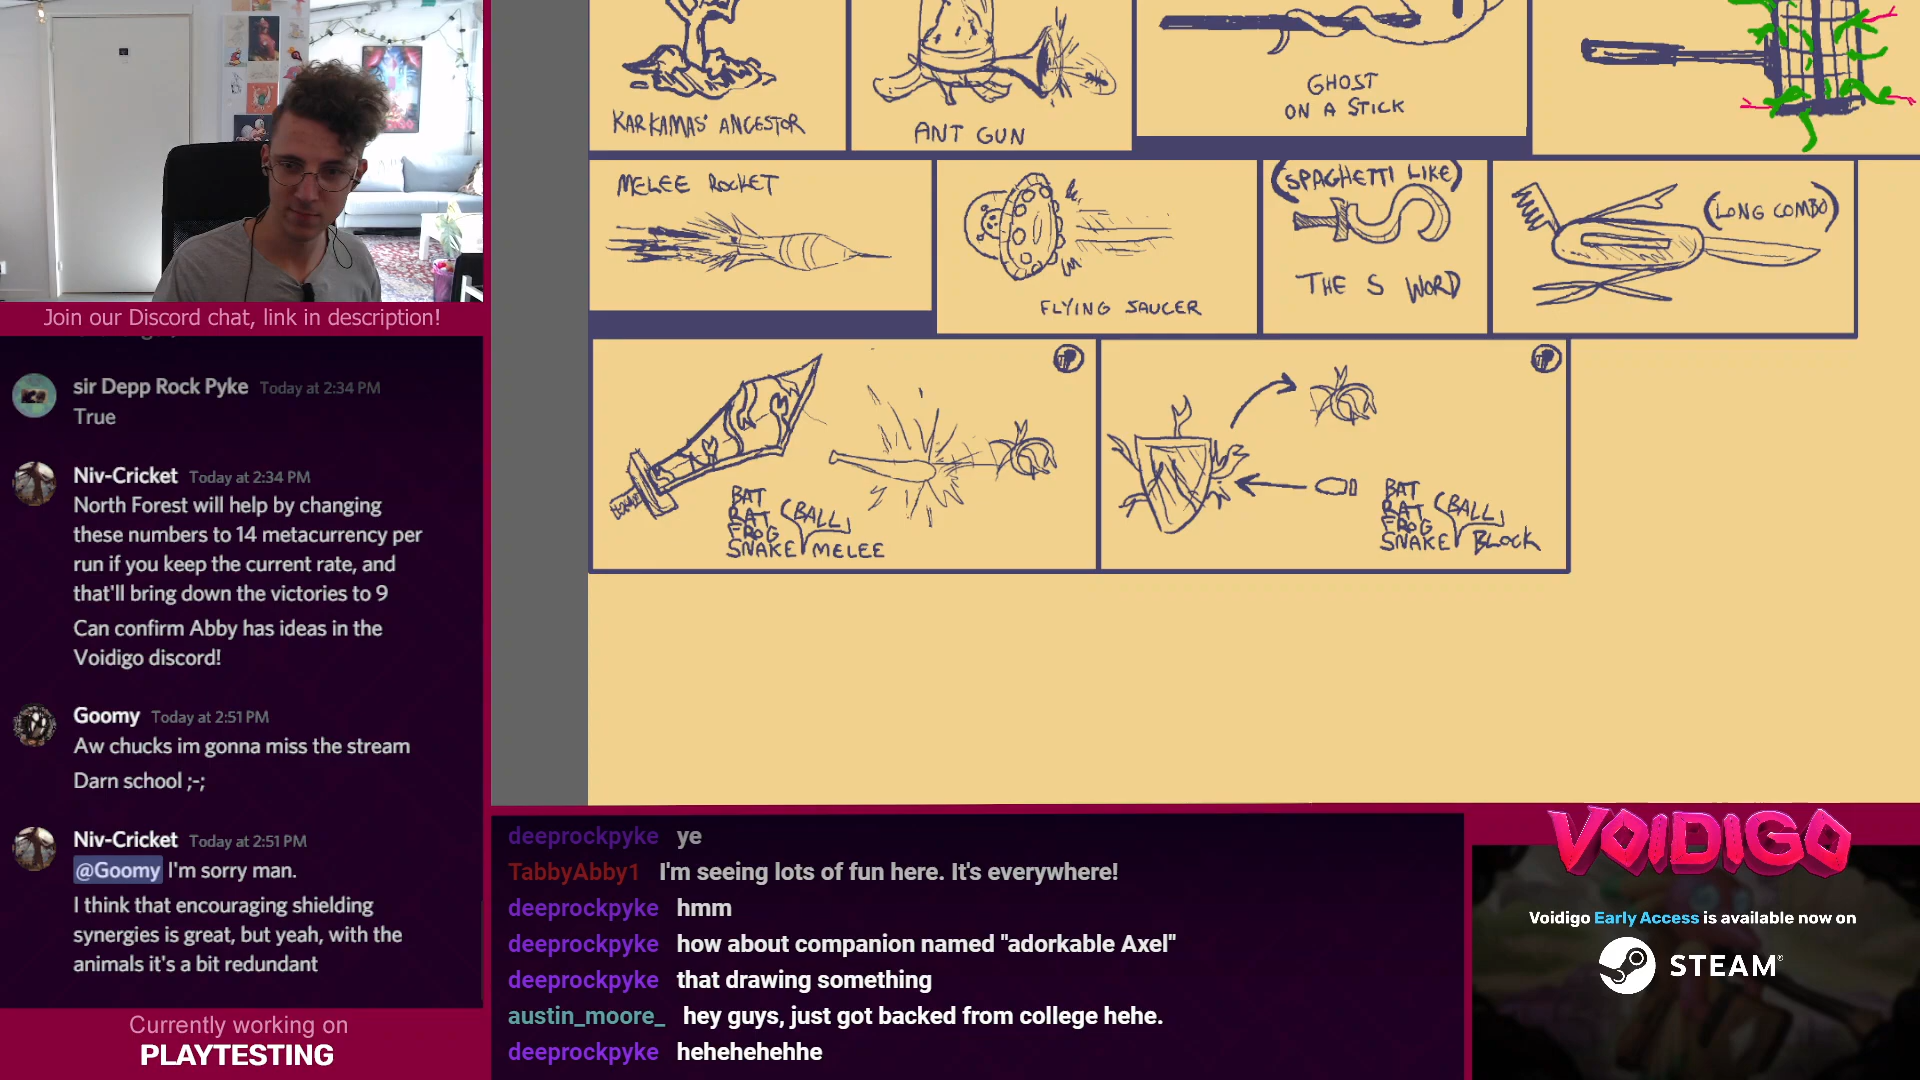 Join our Discord chat, link in description!
sir Depp Rock Pyke Today at 2:34 PM
True
Niv-Cricket Today at 2:34 PM
North Forest will help by changing
these numbers to 14 metacurrency per
run if you keep the current rate, and
that'll bring down the victories to 9
Can confirm Abby has ideas in the
Voidigo discord!
Goomy Today at 2:51 PM
Aw chucks im gonna miss the stream
Darn school ;-;
Niv-Cricket Today at 2:51 PM
@Goomy I'm sorry man.
I think that encouraging shielding
synergies is great, but yeah, with the
animals it's a bit redundant
Currently working on
PLAYTESTING
KARKAMAS' ANCESTOR
ANT GUN
GHOST
ON A STICK
MELEE ROCKET
FLYING SAUCER
(SPAGHETTI LIKE)
THE S WORD
(LONG COMBO)
BAT
RAT
FROG
SNAKE
(BALL)
MELEE
BAT
RAT
FROG
SNAKE
(BALL)
BLOCK
deeprockpyke ye
TabbyAbby1 I'm seeing lots of fun here. It's everywhere!
deeprockpyke hmm
deeprockpyke how about companion named "adorkable Axel"
deeprockpyke that drawing something
austin_moore_ hey guys, just got backed from college hehe.
deeprockpyke hehehehehhe
VOIDIGO
Voidigo Early Access is available now on
STEAM